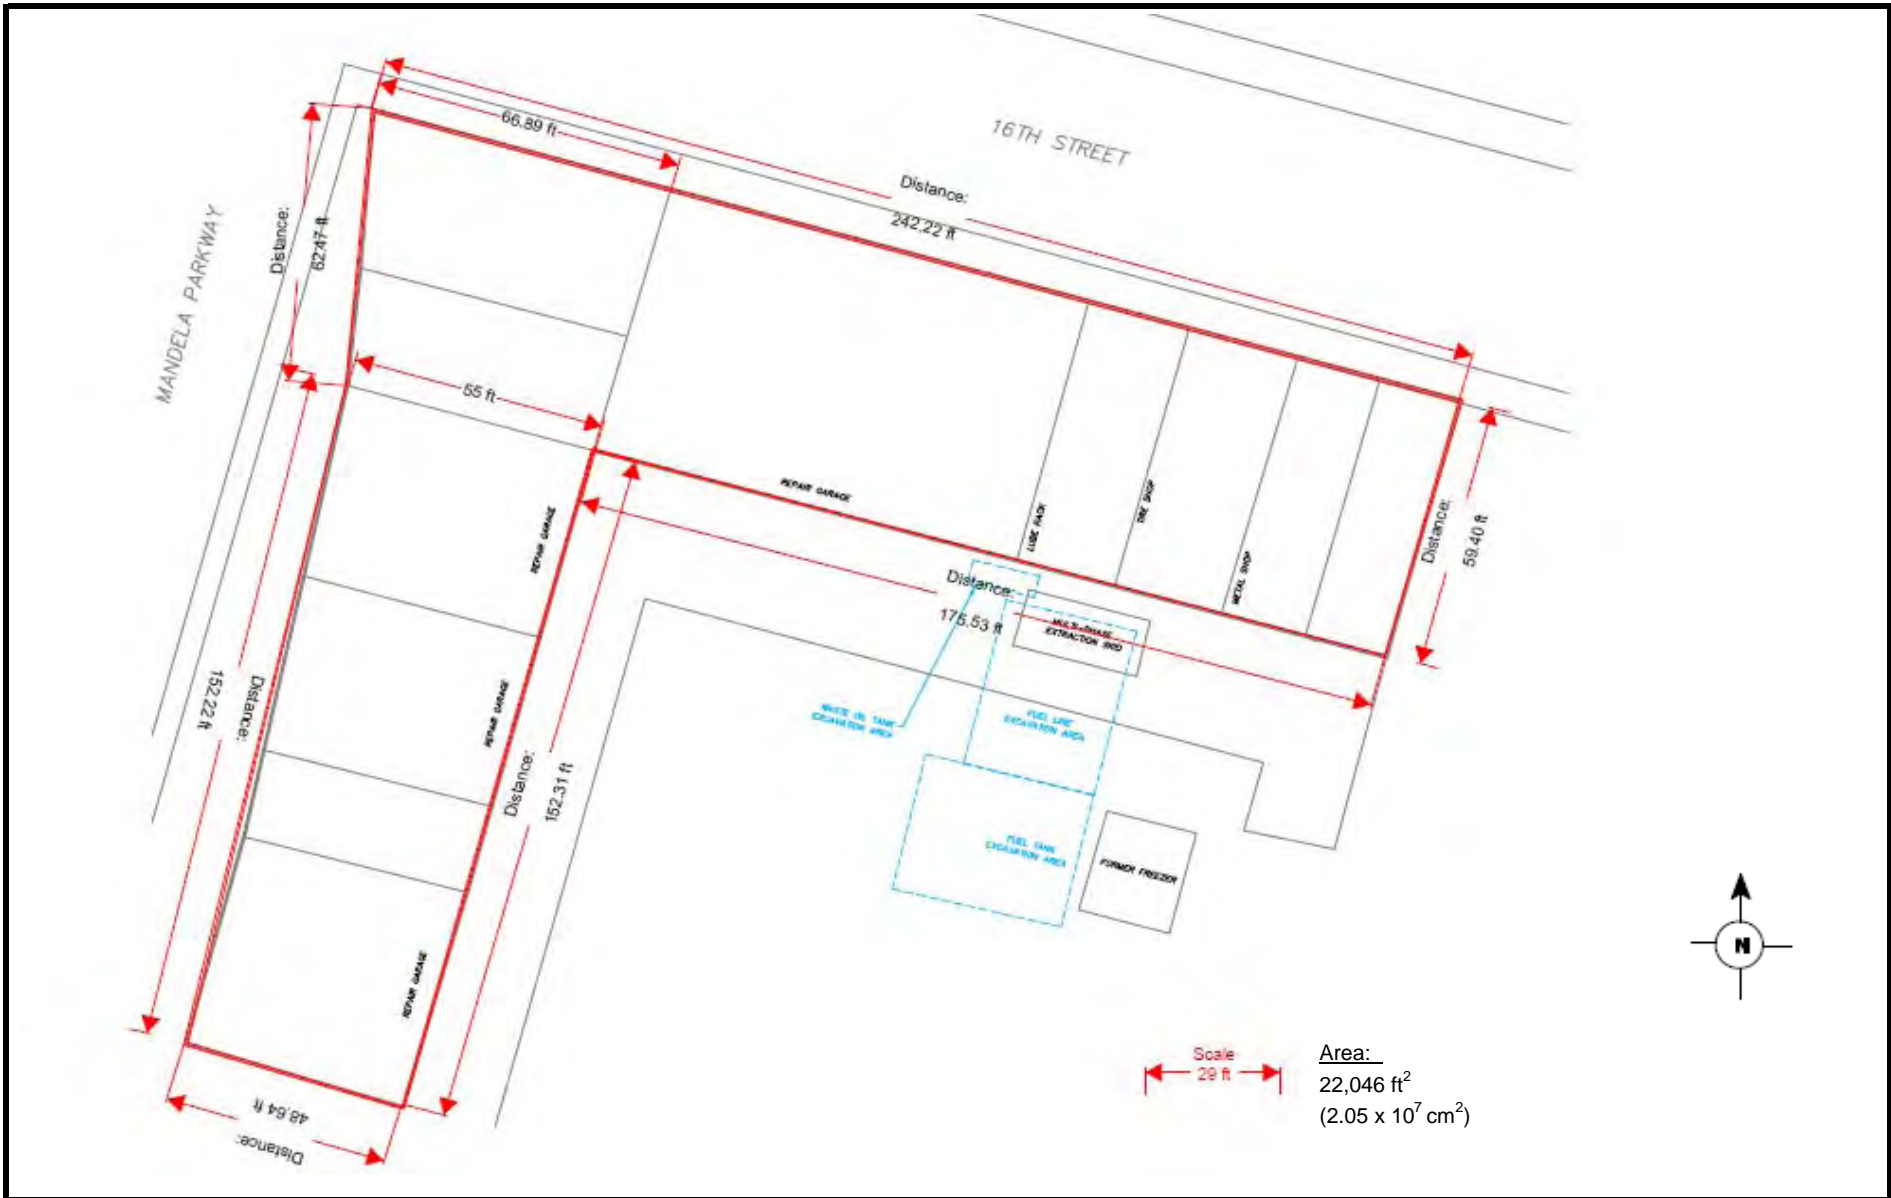 66.89 ft
16TH STREET
Distance:
242.22 ft
Distance:
62.47 ft
MANDELA PARKWAY
55 ft
REPAIR GARAGE
LUBE RACK
TIRE SHOP
METAL SHOP
Distance:
59.40 ft
REPAIR GARAGE
Distance:
175.53 ft
MULTI-PHASE
EXTRACTION SKID
WASTE OIL TANK
EXCAVATION AREA
FUEL LINE
EXCAVATION AREA
REPAIR GARAGE
Distance:
152.22 ft
Distance:
152.31 ft
FUEL TANK
EXCAVATION AREA
FORMER FREEZER
REPAIR GARAGE
N
48.64 ft
Distance:
Scale
29 ft
Area:
22,046 ft²
(2.05 x 10⁷ cm²)